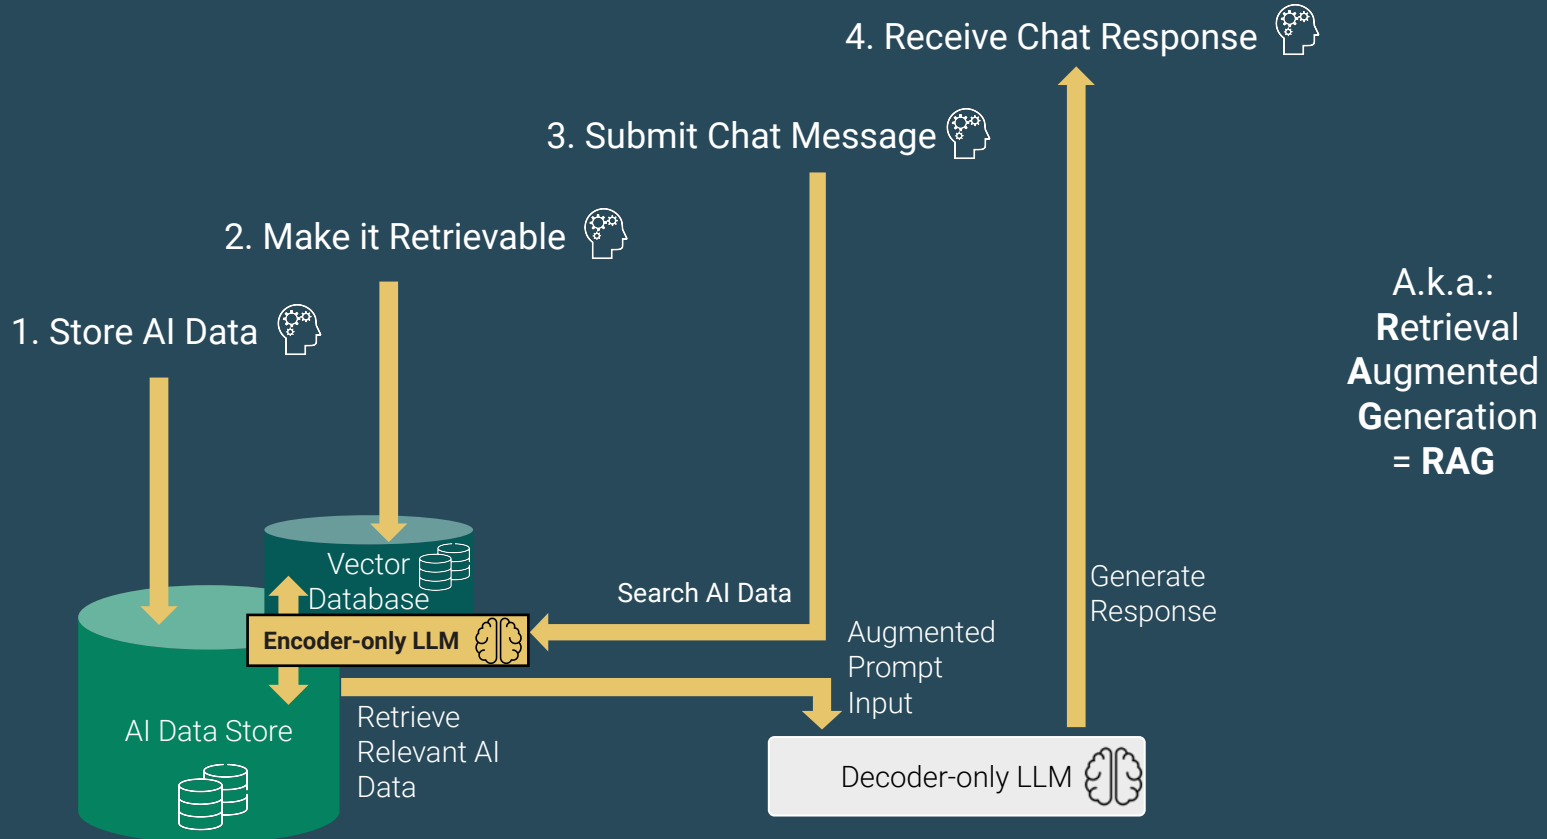 4. Receive Chat Response
3. Submit Chat Message
2. Make it Retrievable
1. Store AI Data
A.k.a.:
Retrieval
Augmented
Generation
= RAG
Vector
Database
Encoder-only LLM
Search AI Data
Generate
Response
Augmented
Prompt
Input
AI Data Store
Retrieve
Relevant AI
Data
Decoder-only LLM